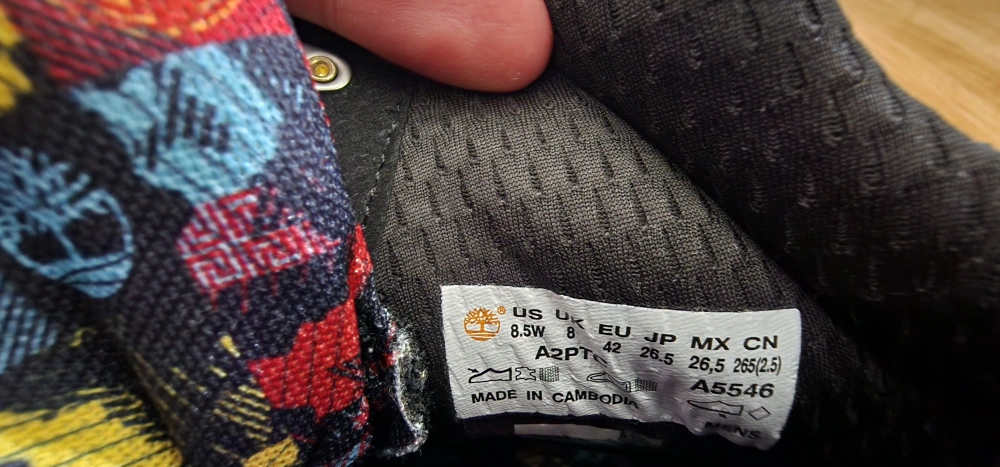 US UK EU JP MX CN
8.5W 8 42 26.5 26,5 265(2.5)
A5546
MADE IN CAMBODIA
MENS